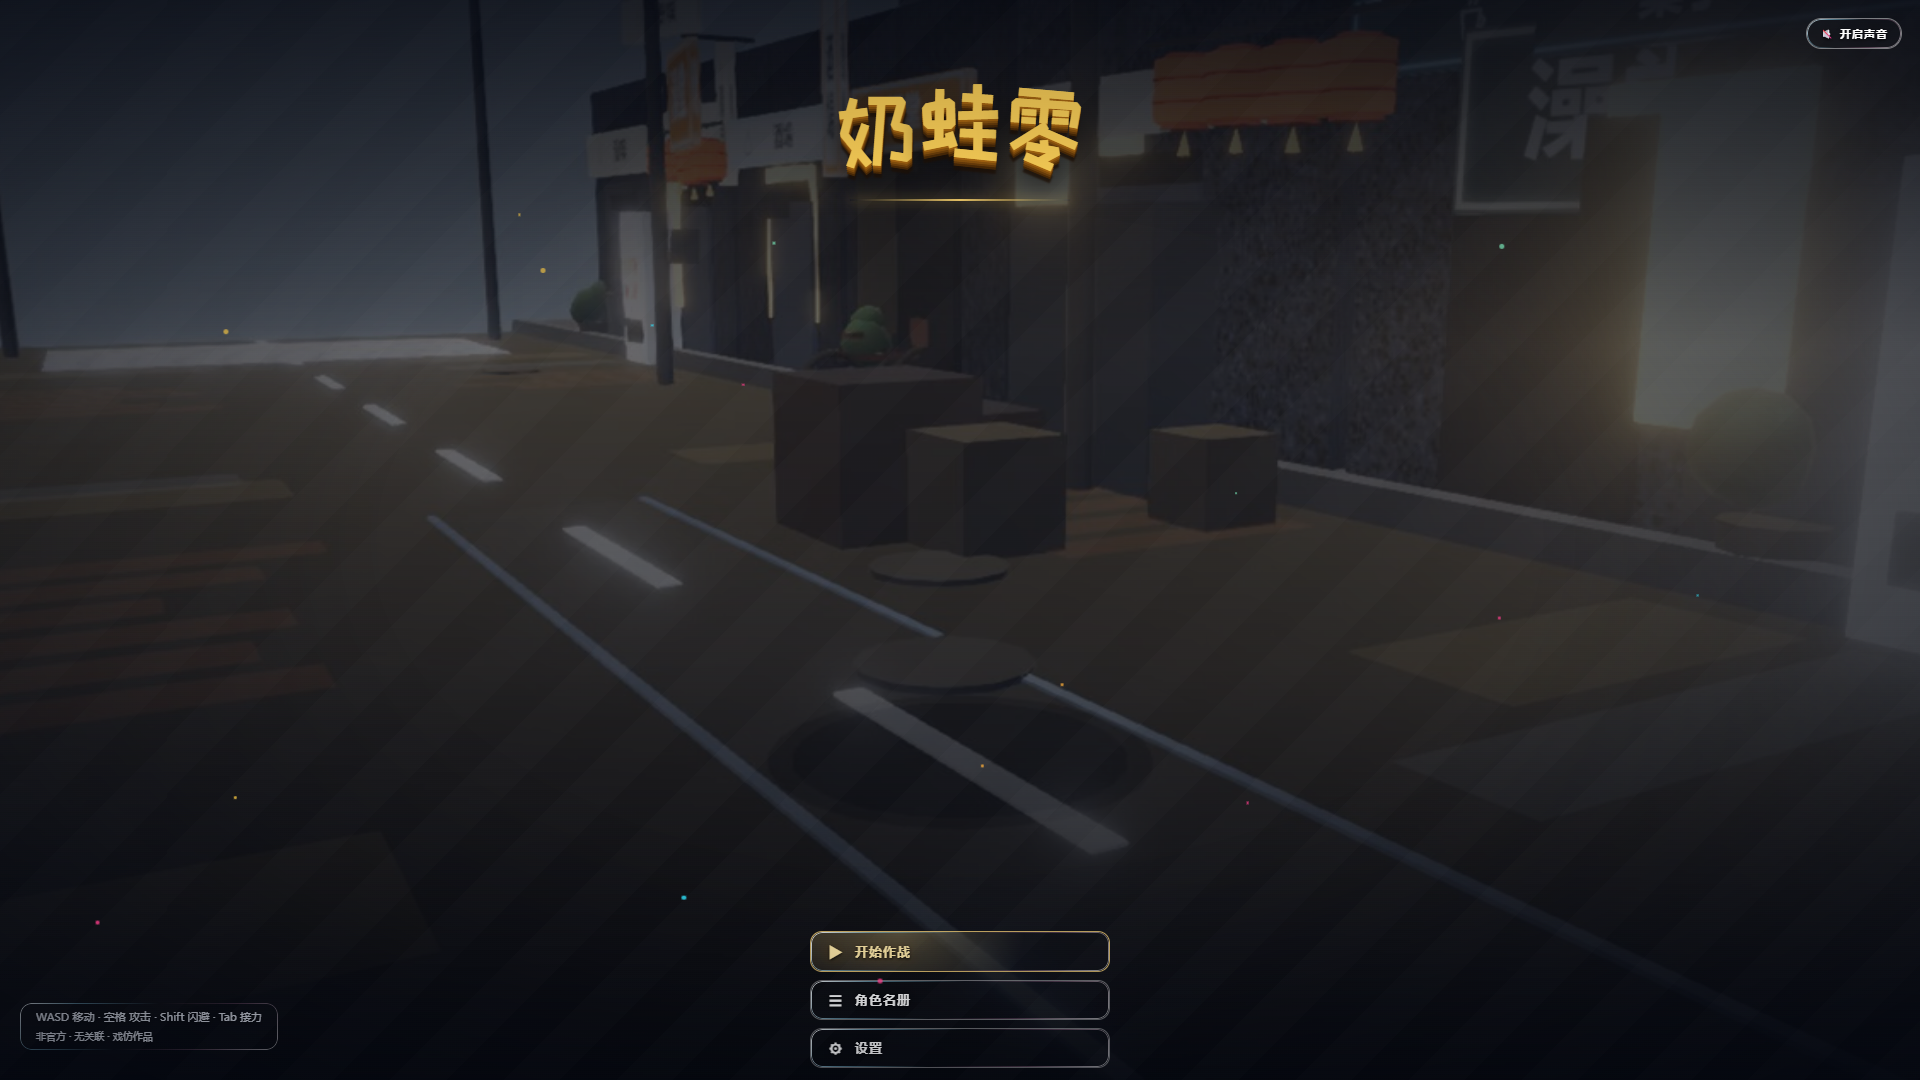 开启声音
奶蛙零
澡
开始作战
角色名册
设置
WASD 移动 · 空格 攻击 · Shift 闪避 · Tab 接力
非官方 · 无关联 · 戏仿作品